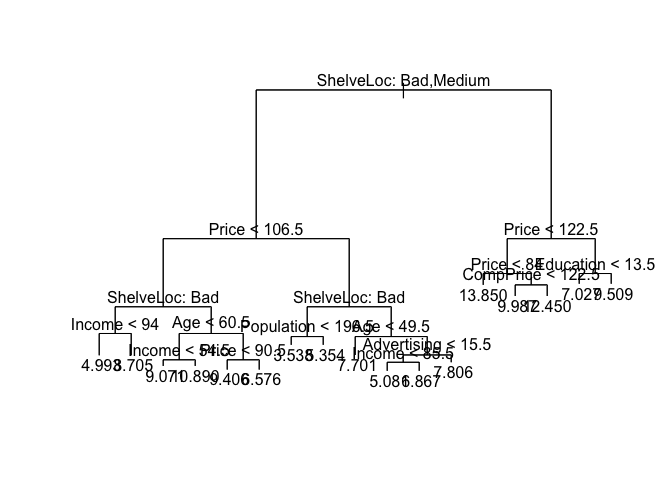 ShelveLoc: Bad,Medium
Price < 106.5
Price < 122.5
Price < 84
Education < 13.5
CompPrice < 122.5
13.850
9.987
12.450
7.027
9.509
ShelveLoc: Bad
ShelveLoc: Bad
Income < 94
Age < 60.5
Population < 196.5
Age < 49.5
Advertising < 15.5
Income < 54.5
Price < 90.5
Income < 85.5
3.538
5.354
4.993
8.705
7.701
7.806
9.071
10.890
9.406
6.576
5.081
6.867